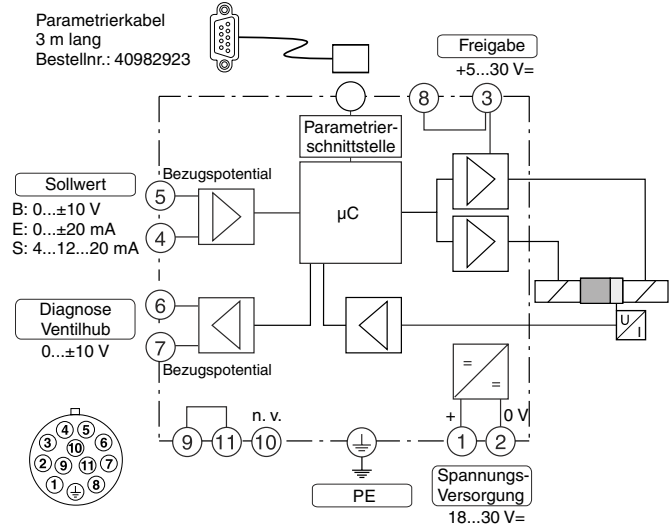 Parametrierkabel
3 m lang
Bestellnr.: 40982923
Freigabe
+5...30 V=
8
3
Parametrier-
schnittstelle
Sollwert
B: 0...±10 V
E: 0...±20 mA
S: 4...12...20 mA
Bezugspotential
5
4
µC
Diagnose
Ventilhub
0...±10 V
6
7
Bezugspotential
U
I
=
=
+
0 V
n. v.
9
11
10
1
2
PE
Spannungs-
Versorgung
18...30 V=
4
5
3
10
6
2
9
11
7
1
8